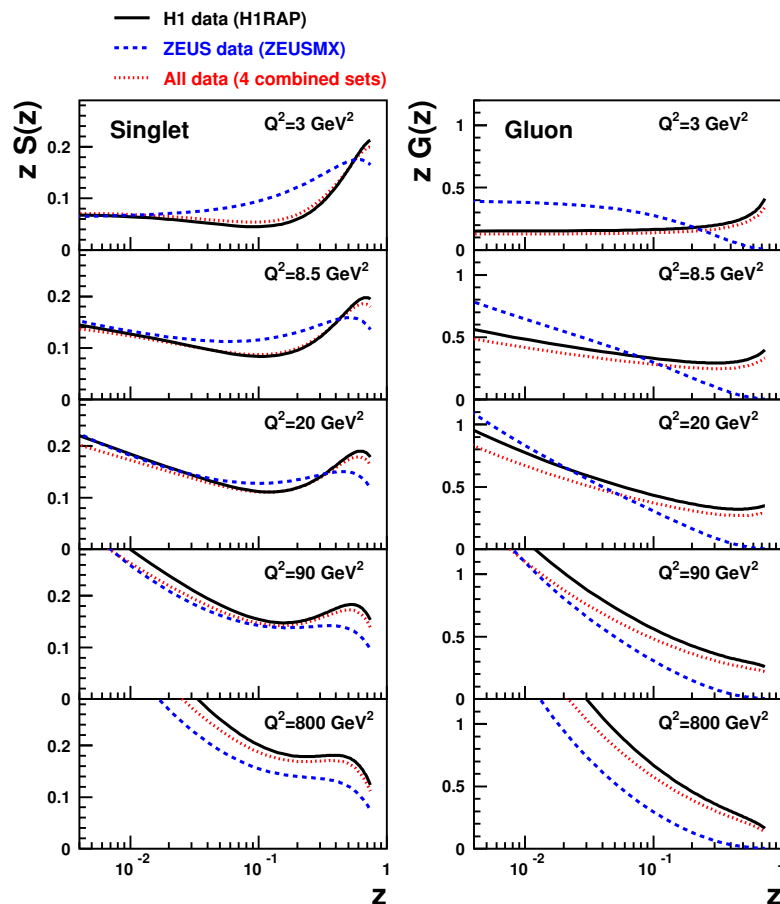 H1 data (H1RAP)
ZEUS data (ZEUSMX)
All data (4 combined sets)
z S(z)
Singlet
Q²=3 GeV²
0.2
0.1
0
Q²=8.5 GeV²
0.2
0.1
0
Q²=20 GeV²
0.2
0.1
0
Q²=90 GeV²
0.2
0.1
0
Q²=800 GeV²
0.2
0.1
0
10⁻² 10⁻¹ 1
z
z G(z)
Gluon
Q²=3 GeV²
1
0.5
0
Q²=8.5 GeV²
1
0.5
0
Q²=20 GeV²
1
0.5
0
Q²=90 GeV²
1
0.5
0
Q²=800 GeV²
1
0.5
0
10⁻² 10⁻¹ 1
z